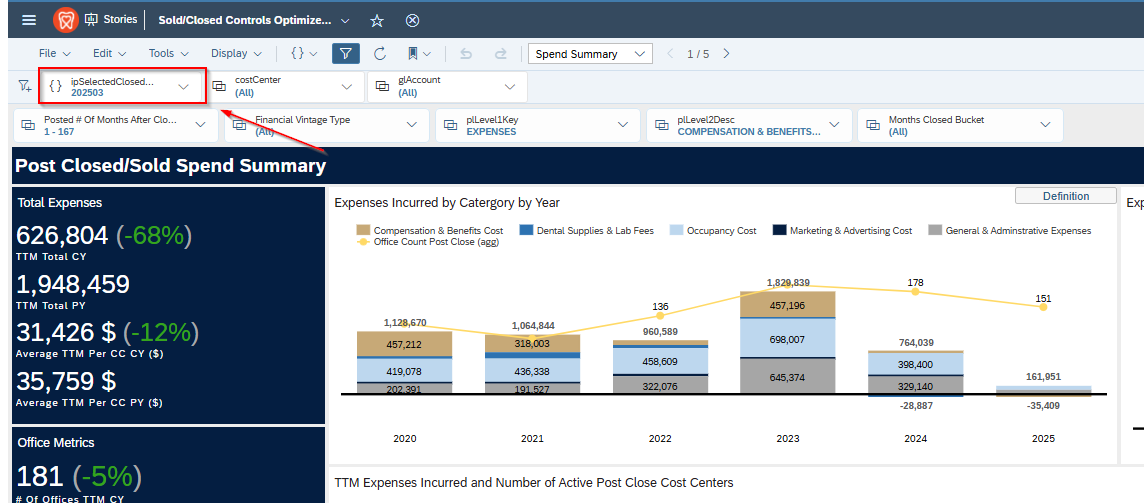 Stories
Sold/Closed Controls Optimize...
File
Edit
Tools
Display
{ }
Spend Summary
1 / 5
{ } ipSelectedClosed...
202503
costCenter
(All)
glAccount
(All)
Posted # Of Months After Clo...
1 - 167
Financial Vintage Type
(All)
plLevel1Key
EXPENSES
plLevel2Desc
COMPENSATION & BENEFITS...
Months Closed Bucket
(All)
Post Closed/Sold Spend Summary
Total Expenses
626,804 (-68%)
TTM Total CY
1,948,459
TTM Total PY
31,426 $ (-12%)
Average TTM Per CC CY ($)
35,759 $
Average TTM Per CC PY ($)
Office Metrics
181 (-5%)
# Of Offices TTM CY
Expenses Incurred by Catergory by Year
Definition
Compensation & Benefits Cost
Dental Supplies & Lab Fees
Occupancy Cost
Marketing & Advertising Cost
General & Adminstrative Expenses
Office Count Post Close (agg)
1,128,670
457,212
419,078
202,391
2020
1,064,844
318,003
436,338
191,527
2021
136
960,589
458,609
322,076
2022
1,829,839
457,196
698,007
645,374
2023
178
764,039
398,400
329,140
-28,887
2024
151
161,951
-35,409
2025
Exp
TTM Expenses Incurred and Number of Active Post Close Cost Centers